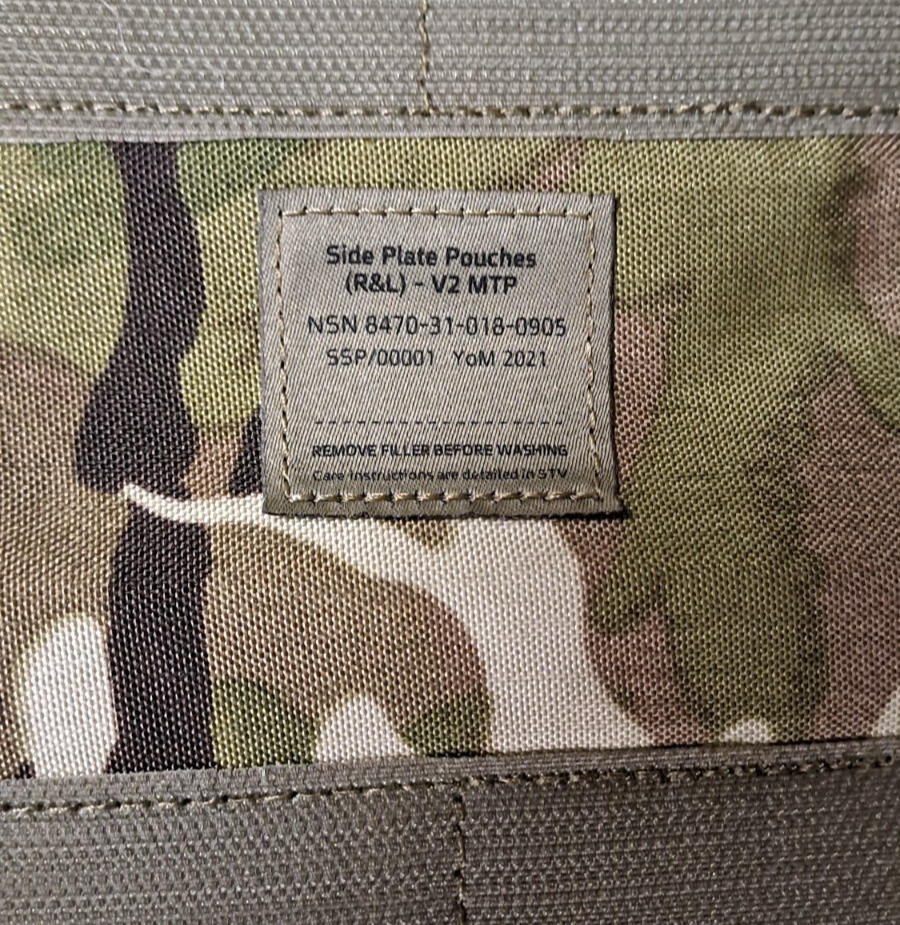 Side Plate Pouches
(R&L) - V2 MTP
NSN 8470-31-018-0905
SSP/00001 YoM 2021
REMOVE FILLER BEFORE WASHING
Care instructions are detailed in STV